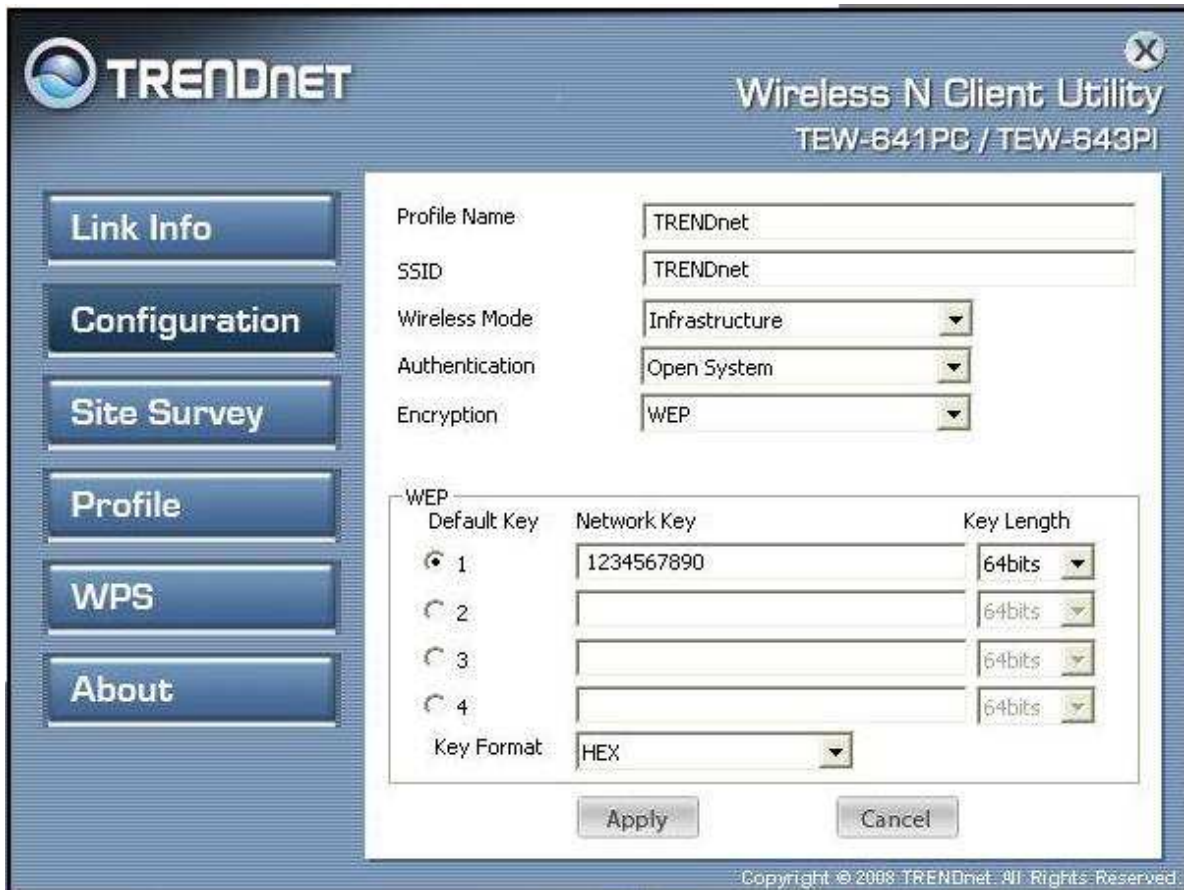 TRENDNET
Wireless N Client Utility
TEW-641PC / TEW-643PI
Link Info
Configuration
Site Survey
Profile
WPS
About
Profile Name TRENDnet
SSID TRENDnet
Wireless Mode Infrastructure
Authentication Open System
Encryption WEP
WEP
Default Key Network Key Key Length
1 1234567890 64bits
2 64bits
3 64bits
4 64bits
Key Format HEX
Apply Cancel
Copyright © 2008 TRENDnet. All Rights Reserved.